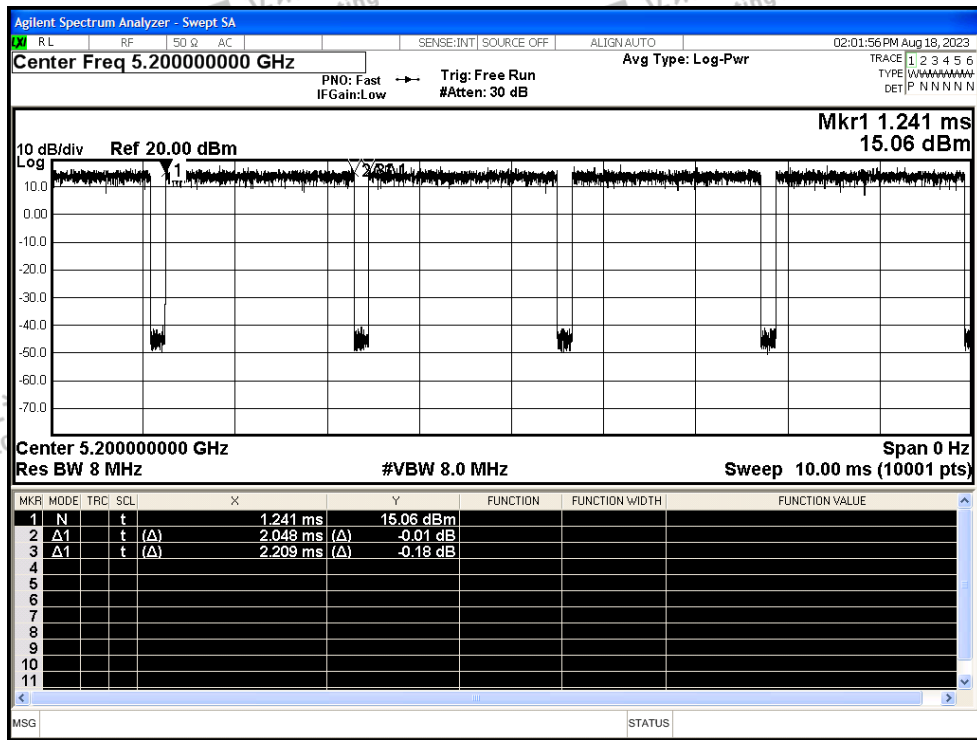 Agilent Spectrum Analyzer - Swept SA
LXI RL RF 50 Ω AC SENSE:INT SOURCE OFF ALIGN AUTO 02:01:56 PM Aug 18, 2023
Center Freq 5.200000000 GHz
PNO: Fast
IFGain:Low
Trig: Free Run
#Atten: 30 dB
Avg Type: Log-Pwr
TRACE 1 2 3 4 5 6
TYPE
DET P N N N N N
Mkr1 1.241 ms
15.06 dBm
10 dB/div Ref 20.00 dBm
Log
1
10.0
0.00
-10.0
-20.0
-30.0
-40.0
-50.0
-60.0
-70.0
Center 5.200000000 GHz Span 0 Hz
Res BW 8 MHz #VBW 8.0 MHz Sweep 10.00 ms (10001 pts)
MKR MODE TRC SCL X Y FUNCTION FUNCTION WIDTH FUNCTION VALUE
1 N t 1.241 ms 15.06 dBm
2 Δ1 t (Δ) 2.048 ms (Δ) -0.01 dB
3 Δ1 t (Δ) 2.209 ms (Δ) -0.18 dB
4
5
6
7
8
9
10
11
MSG STATUS